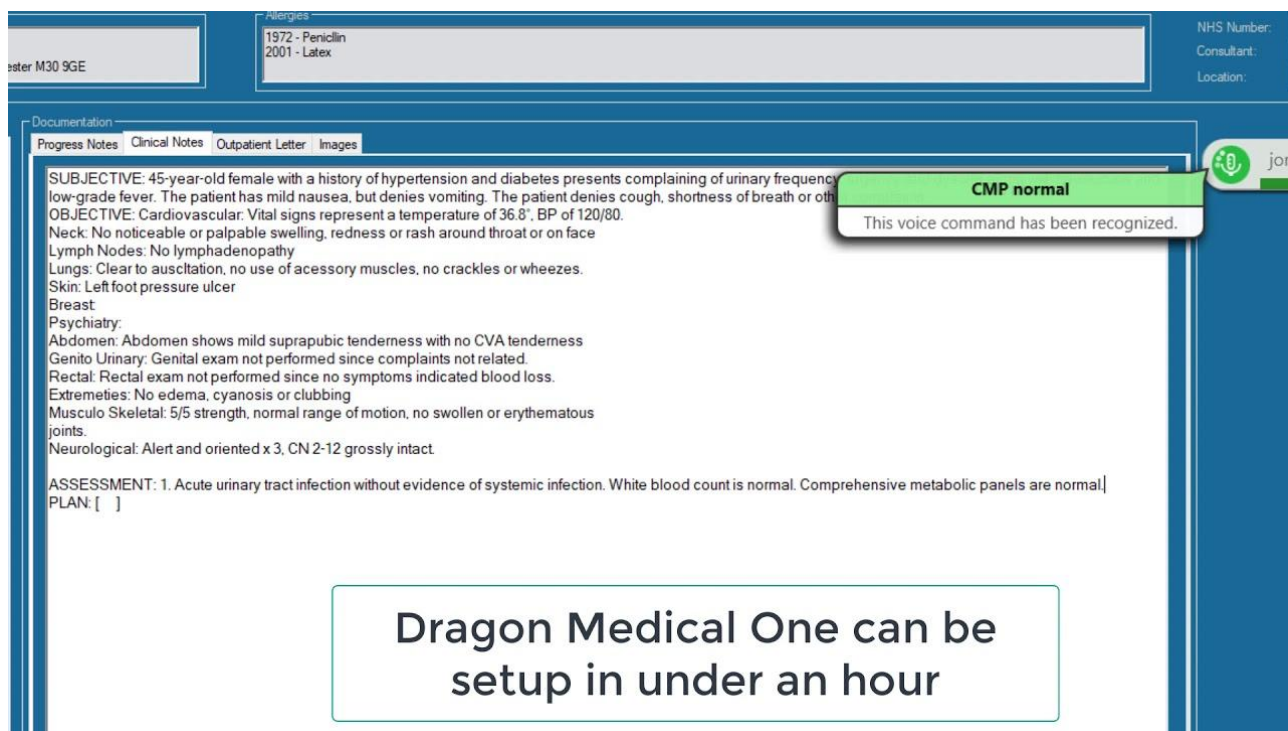 Allergies
1972 - Penicllin
2001 - Latex
NHS Number:
Consultant:
Location:
ester M30 9GE
Documentation
Progress Notes Clinical Notes Outpatient Letter Images
SUBJECTIVE: 45-year-old female with a history of hypertension and diabetes presents complaining of urinary frequency
low-grade fever. The patient has mild nausea, but denies vomiting. The patient denies cough, shortness of breath or oth
OBJECTIVE: Cardiovascular: Vital signs represent a temperature of 36.8°, BP of 120/80.
Neck: No noticeable or palpable swelling, redness or rash around throat or on face
Lymph Nodes: No lymphadenopathy
Lungs: Clear to auscltation, no use of acessory muscles, no crackles or wheezes.
Skin: Left foot pressure ulcer
Breast:
Psychiatry:
Abdomen: Abdomen shows mild suprapubic tenderness with no CVA tenderness
Genito Urinary: Genital exam not performed since complaints not related.
Rectal: Rectal exam not performed since no symptoms indicated blood loss.
Extremeties: No edema, cyanosis or clubbing
Musculo Skeletal: 5/5 strength, normal range of motion, no swollen or erythematous
joints.
Neurological: Alert and oriented x 3, CN 2-12 grossly intact.
ASSESSMENT: 1. Acute urinary tract infection without evidence of systemic infection. White blood count is normal. Comprehensive metabolic panels are normal.
PLAN: [ ]
CMP normal
This voice command has been recognized.
jor
Dragon Medical One can be
setup in under an hour